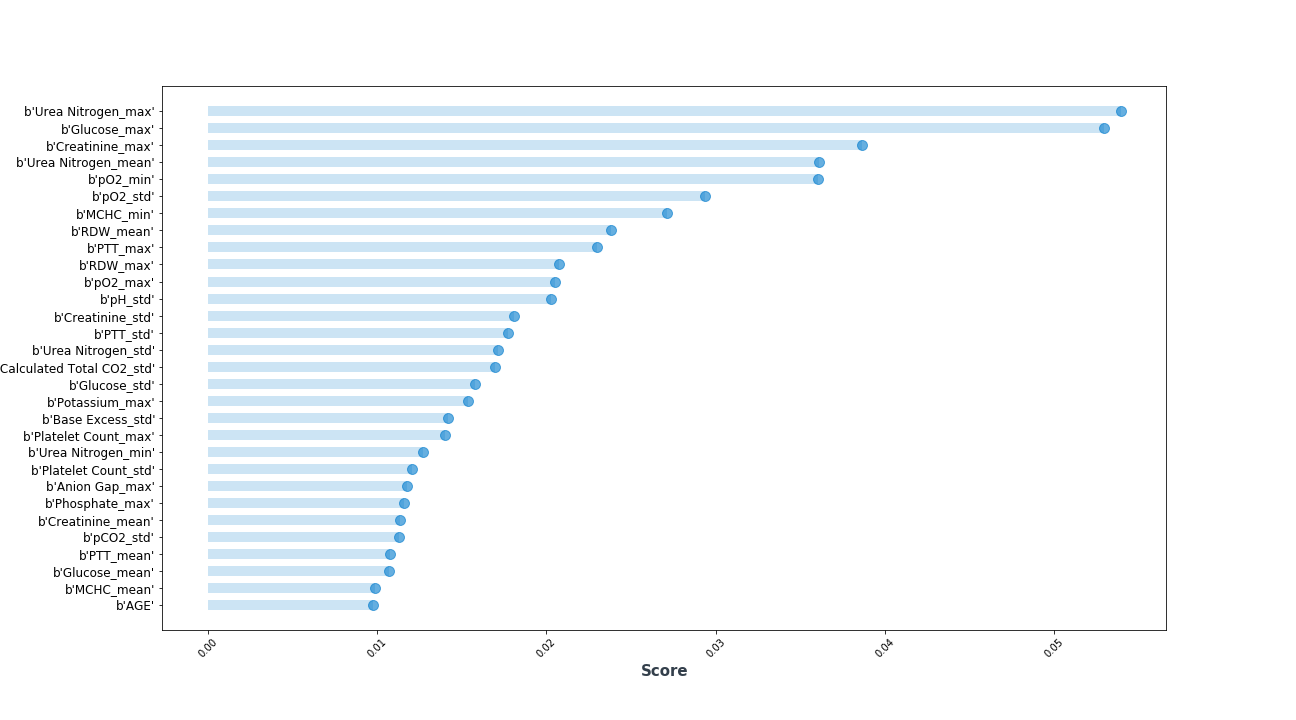 b'Urea Nitrogen_max'
b'Glucose_max'
b'Creatinine_max'
b'Urea Nitrogen_mean'
b'pO2_min'
b'pO2_std'
b'MCHC_min'
b'RDW_mean'
b'PTT_max'
b'RDW_max'
b'pO2_max'
b'pH_std'
b'Creatinine_std'
b'PTT_std'
b'Urea Nitrogen_std'
Calculated Total CO2_std'
b'Glucose_std'
b'Potassium_max'
b'Base Excess_std'
b'Platelet Count_max'
b'Urea Nitrogen_min'
b'Platelet Count_std'
b'Anion Gap_max'
b'Phosphate_max'
b'Creatinine_mean'
b'pCO2_std'
b'PTT_mean'
b'Glucose_mean'
b'MCHC_mean'
b'AGE'
0.00 0.01 0.02 0.03 0.04 0.05
Score